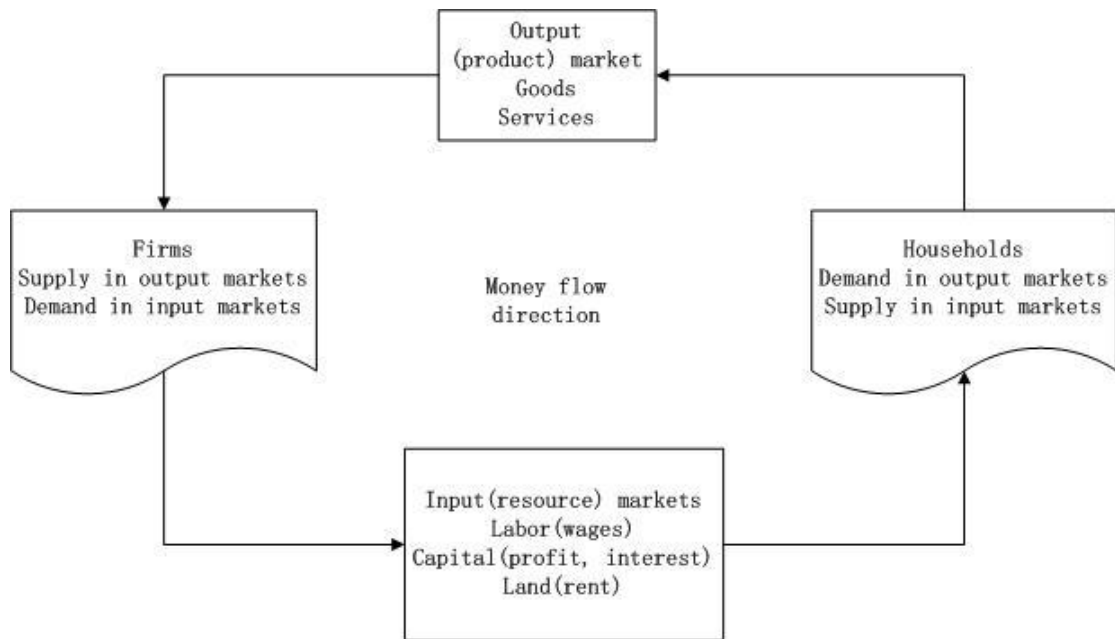 Output
(product) market
Goods
Services
Firms
Supply in output markets
Demand in input markets
Money flow
direction
Households
Demand in output markets
Supply in input markets
Input(resource) markets
Labor(wages)
Capital(profit, interest)
Land(rent)